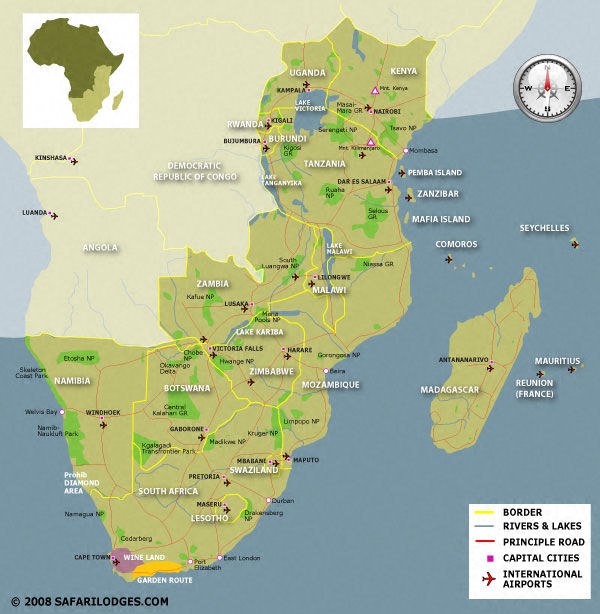 N
UGANDA
KENYA
KAMPALA
Mnt. Kenya
LAKE
VICTORIA
Masai-
Mara GR
NAIROBI
RWANDA
KIGALI
Serengeti NP
Tsavo NP
BUJUMBURA
BURUNDI
Kigosi
GR
Mnt. Kilimenjaro
Mombasa
KINSHASA
DEMOCRATIC
REPUBLIC OF CONGO
TANZANIA
PEMBA ISLAND
LAKE
TANGANYIKA
DAR ES SALAAM
Ruaha
NP
ZANZIBAR
LUANDA
Selous
GR
MAFIA ISLAND
ANGOLA
LAKE
MALAWI
COMOROS
SEYCHELLES
South
Luangwa NP
Niassa GR
ZAMBIA
LILONGWE
MALAWI
Kafue NP
LUSAKA
Mana
Pools NP
LAKE KARIBA
Etosha NP
Chobe
NP
VICTORIA FALLS
HARARE
Gorongosa NP
ANTANANARIVO
MAURITIUS
Skeleton
Coast Park
Okavango
Delta
Hwange NP
NAMIBIA
ZIMBABWE
Beira
REUNION
(FRANCE)
BOTSWANA
MOZAMBIQUE
MADAGASCAR
Welvis Bay
WINDHOEK
Central
Kalahari GR
Limpopo NP
Namib-
Naukluft Park
GABORONE
Kruger NP
Madikwe NP
Kgalagadi
Transfrontier Park
MBABANE
MAPUTO
SWAZILAND
Prohib
DIAMOND
AREA
PRETORIA
SOUTH AFRICA
Durban
MASERU
Namaqua NP
LESOTHO
Drakensberg
NP
Cedarberg
CAPE TOWN
WINE LAND
Port
Elizabeth
East London
GARDEN ROUTE
BORDER
RIVERS & LAKES
PRINCIPLE ROAD
CAPITAL CITIES
INTERNATIONAL
AIRPORTS
© 2008 SAFARILODGES.COM